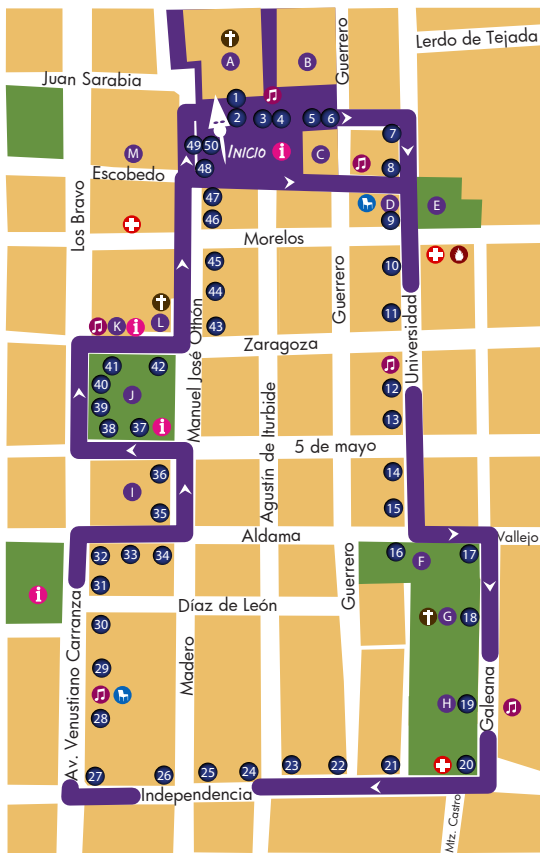 Guerrero
Lerdo de Tejada
Juan Sarabia
A
B
1
2
3
4
5
6
7
49
50
INICIO
i
C
8
M
48
Escobedo
47
D
E
46
9
Los Bravo
Morelos
45
10
44
Guerrero
11
43
K
i
L
Manuel José Othón
Zaragoza
Universidad
41
42
40
J
12
39
13
38
37
i
Agustín de Iturbide
5 de mayo
36
14
I
35
15
Aldama
Vallejo
32
33
34
16
F
17
31
i
Guerrero
Díaz de León
30
G
18
Av. Venustiano Carranza
Madero
29
H
19
Galeana
28
27
26
25
24
23
22
21
20
Independencia
Mtz. Castro